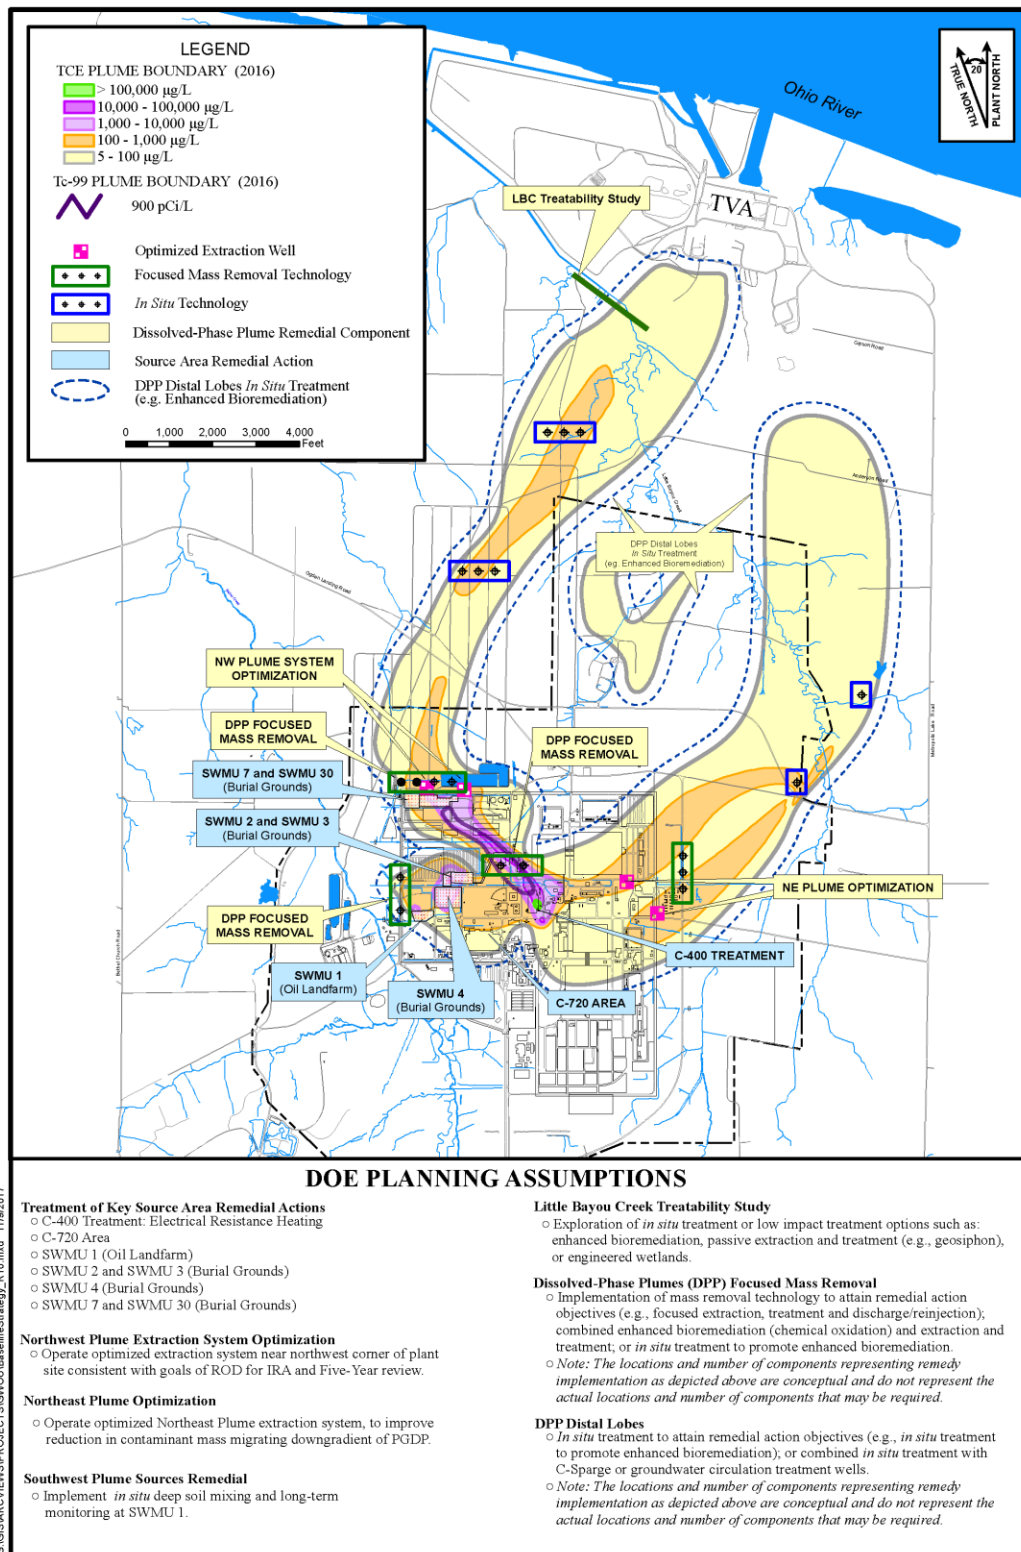 LEGEND
TCE PLUME BOUNDARY (2016)
> 100,000 µg/L
10,000 - 100,000 µg/L
1,000 - 10,000 µg/L
100 - 1,000 µg/L
5 - 100 µg/L
Tc-99 PLUME BOUNDARY (2016)
900 pCi/L
Optimized Extraction Well
Focused Mass Removal Technology
In Situ Technology
Dissolved-Phase Plume Remedial Component
Source Area Remedial Action
DPP Distal Lobes In Situ Treatment
(e.g. Enhanced Bioremediation)
0 1,000 2,000 3,000 4,000
Feet
TRUE NORTH
20
PLANT NORTH
Ohio River
TVA
LBC Treatability Study
Ogden Landing Road
Anderson Road
Little Bayou Creek
Metropolis Lake Road
Bethel Church Road
DPP Distal Lobes
In Situ Treatment
(eg. Enhanced Bioremediation)
NW PLUME SYSTEM
OPTIMIZATION
DPP FOCUSED
MASS REMOVAL
SWMU 7 and SWMU 30
(Burial Grounds)
SWMU 2 and SWMU 3
(Burial Grounds)
DPP FOCUSED
MASS REMOVAL
DPP FOCUSED
MASS REMOVAL
NE PLUME OPTIMIZATION
C-400 TREATMENT
SWMU 1
(Oil Landfarm)
SWMU 4
(Burial Grounds)
C-720 AREA
DOE PLANNING ASSUMPTIONS
Treatment of Key Source Area Remedial Actions
○ C-400 Treatment: Electrical Resistance Heating
○ C-720 Area
○ SWMU 1 (Oil Landfarm)
○ SWMU 2 and SWMU 3 (Burial Grounds)
○ SWMU 4 (Burial Grounds)
○ SWMU 7 and SWMU 30 (Burial Grounds)
Northwest Plume Extraction System Optimization
○ Operate optimized extraction system near northwest corner of plant
site consistent with goals of ROD for IRA and Five-Year review.
Northeast Plume Optimization
○ Operate optimized Northeast Plume extraction system, to improve
reduction in contaminant mass migrating downgradient of PGDP.
Southwest Plume Sources Remedial
○ Implement in situ deep soil mixing and long-term
monitoring at SWMU 1.
Little Bayou Creek Treatability Study
○ Exploration of in situ treatment or low impact treatment options such as:
enhanced bioremediation, passive extraction and treatment (e.g., geosiphon),
or engineered wetlands.
Dissolved-Phase Plumes (DPP) Focused Mass Removal
○ Implementation of mass removal technology to attain remedial action
objectives (e.g., focused extraction, treatment and discharge/reinjection);
combined enhanced bioremediation (chemical oxidation) and extraction and
treatment; or in situ treatment to promote enhanced bioremediation.
○ Note: The locations and number of components representing remedy
implementation as depicted above are conceptual and do not represent the
actual locations and number of components that may be required.
DPP Distal Lobes
○ In situ treatment to attain remedial action objectives (e.g., in situ treatment
to promote enhanced bioremediation); or combined in situ treatment with
C-Sparge or groundwater circulation treatment wells.
○ Note: The locations and number of components representing remedy
implementation as depicted above are conceptual and do not represent the
actual locations and number of components that may be required.